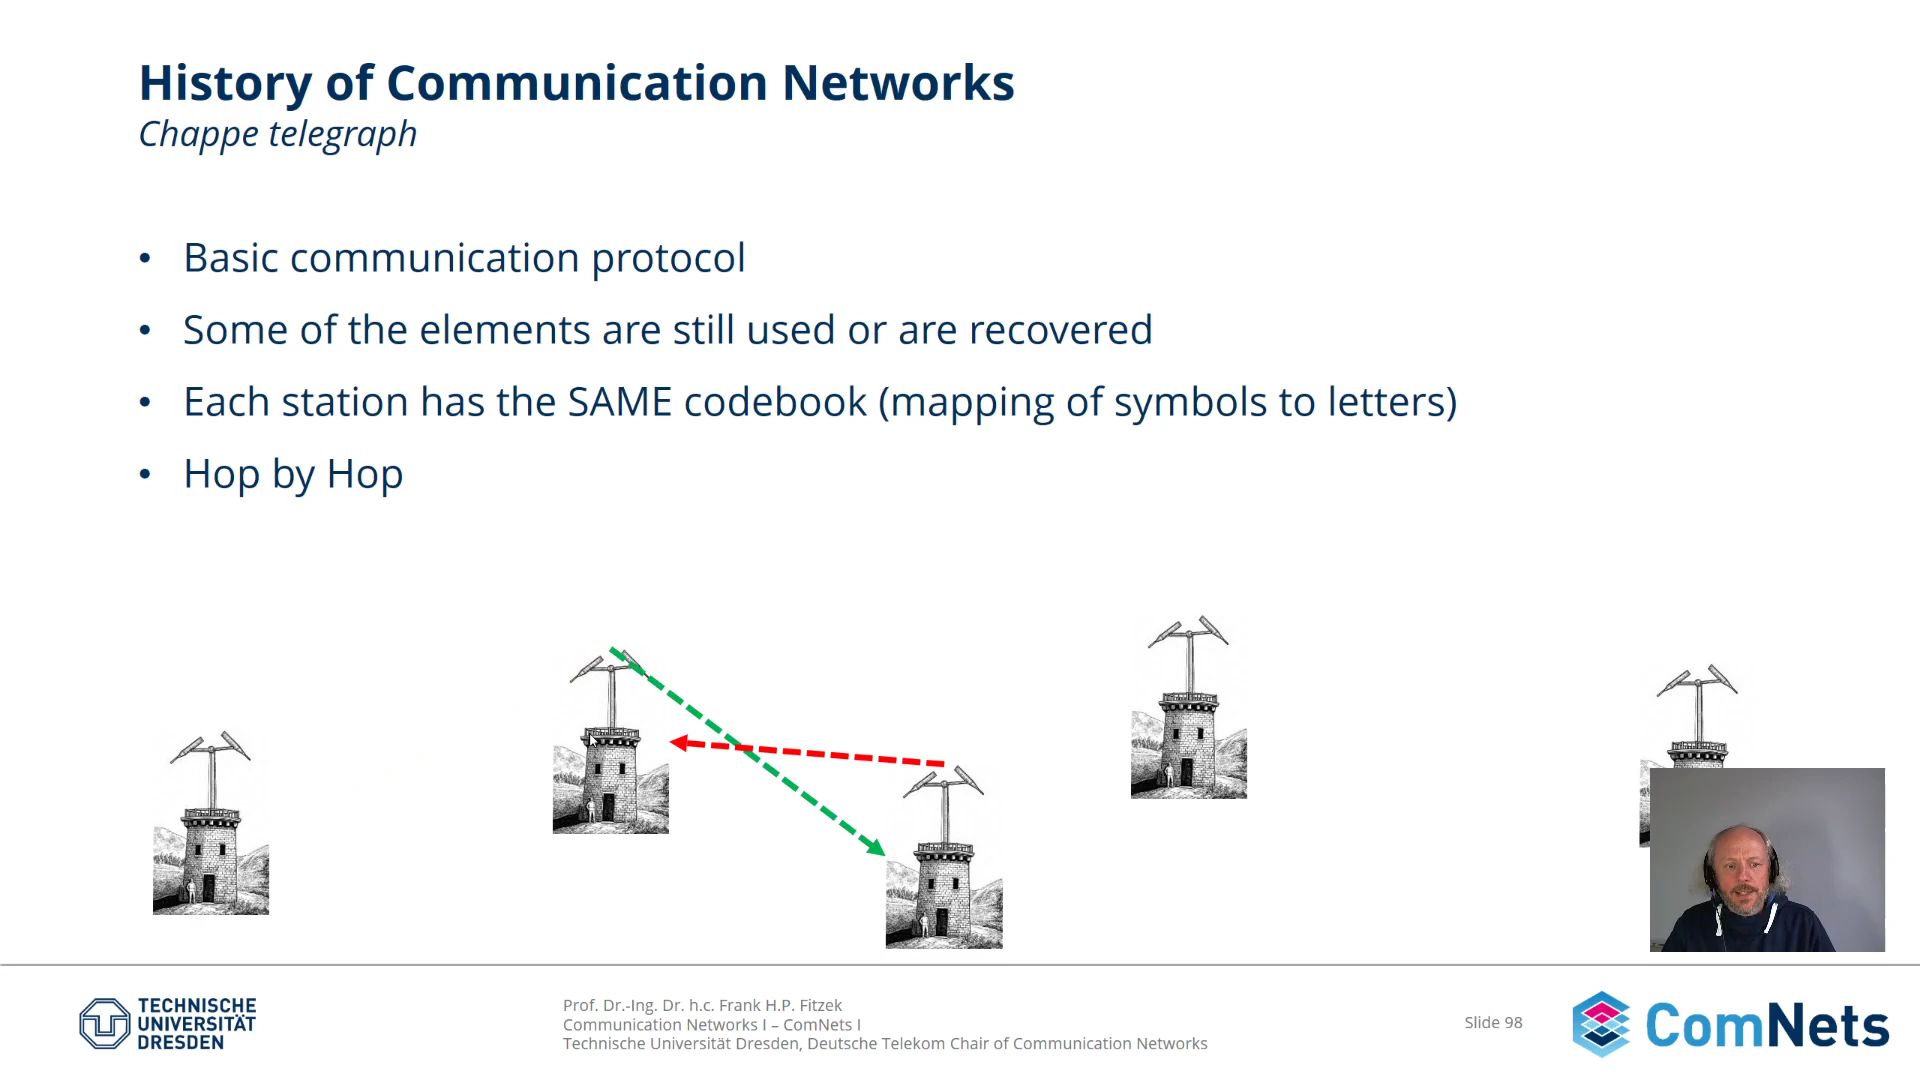 History of Communication Networks
Chappe telegraph
• Basic communication protocol
• Some of the elements are still used or are recovered
• Each station has the SAME codebook (mapping of symbols to letters)
• Hop by Hop
TECHNISCHE
UNIVERSITÄT
DRESDEN
Prof. Dr.-Ing. Dr. h.c. Frank H.P. Fitzek
Communication Networks I – ComNets I
Technische Universität Dresden, Deutsche Telekom Chair of Communication Networks
Slide 98
ComNets